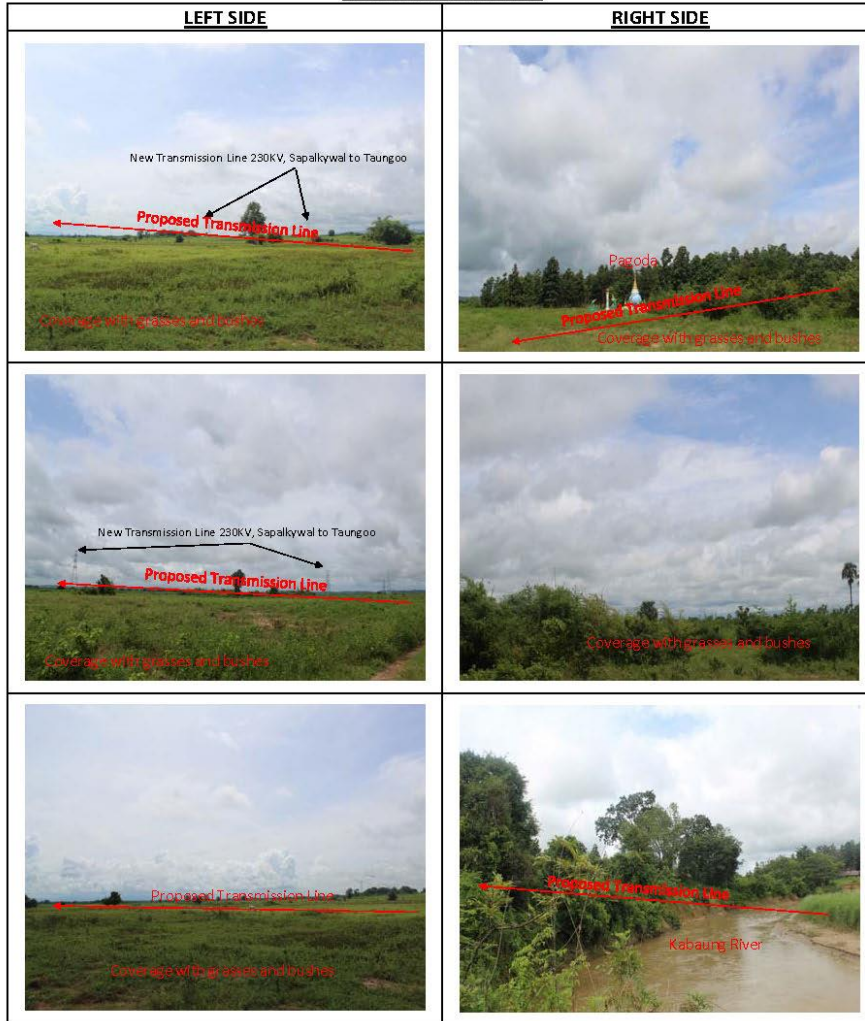 LEFT SIDE
RIGHT SIDE
New Transmission Line 230KV, Sapalkywal to Taungoo
Proposed Transmission Line
Coverage with grasses and bushes
Pagoda
Proposed Transmission Line
Coverage with grasses and bushes
New Transmission Line 230KV, Sapalkywal to Taungoo
Proposed Transmission Line
Coverage with grasses and bushes
Coverage with grasses and bushes
Proposed Transmission Line
Coverage with grasses and bushes
Proposed Transmission Line
Kabaung River